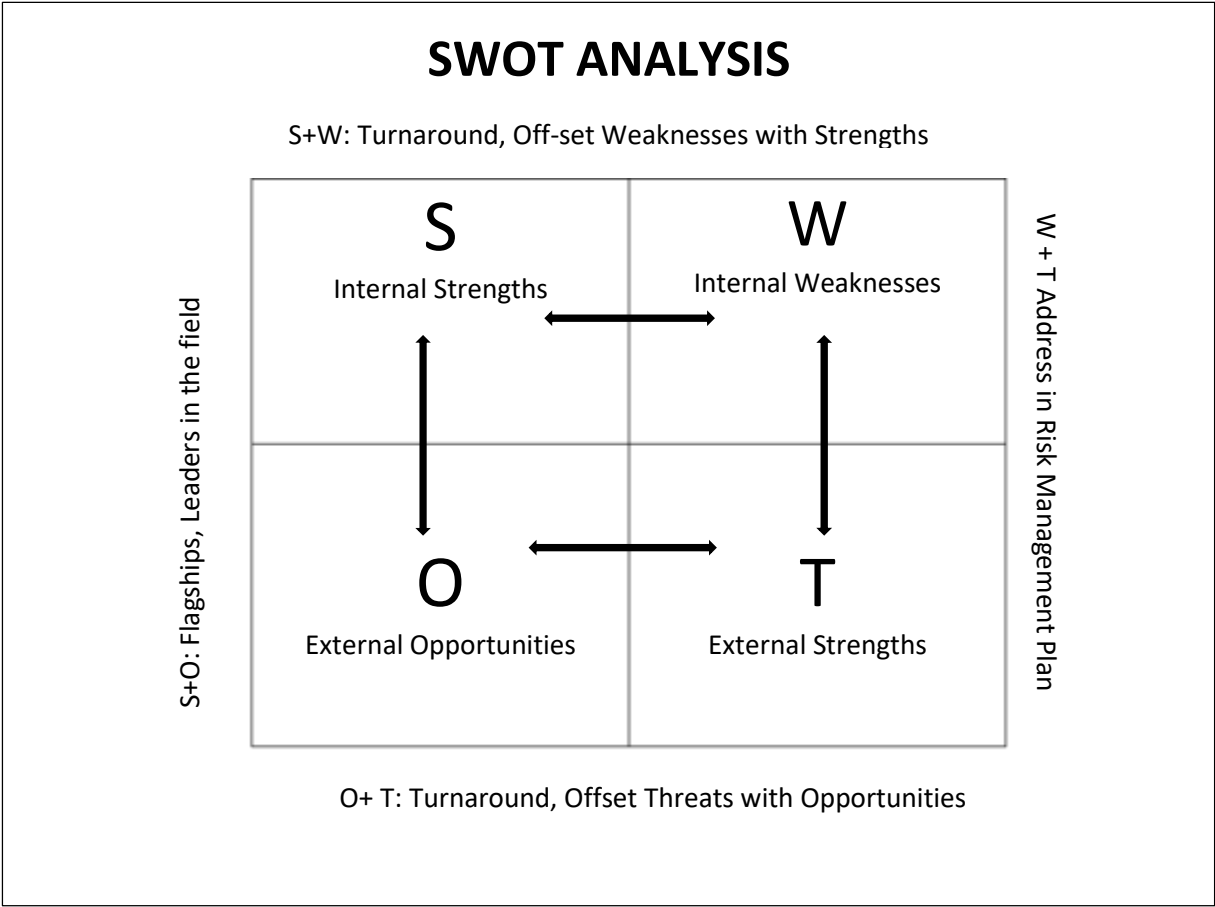 SWOT ANALYSIS
S+W: Turnaround, Off-set Weaknesses with Strengths
S
Internal Strengths
W
Internal Weaknesses
S+O: Flagships, Leaders in the field
W + T Address in Risk Management Plan
O
External Opportunities
T
External Strengths
O+ T: Turnaround, Offset Threats with Opportunities